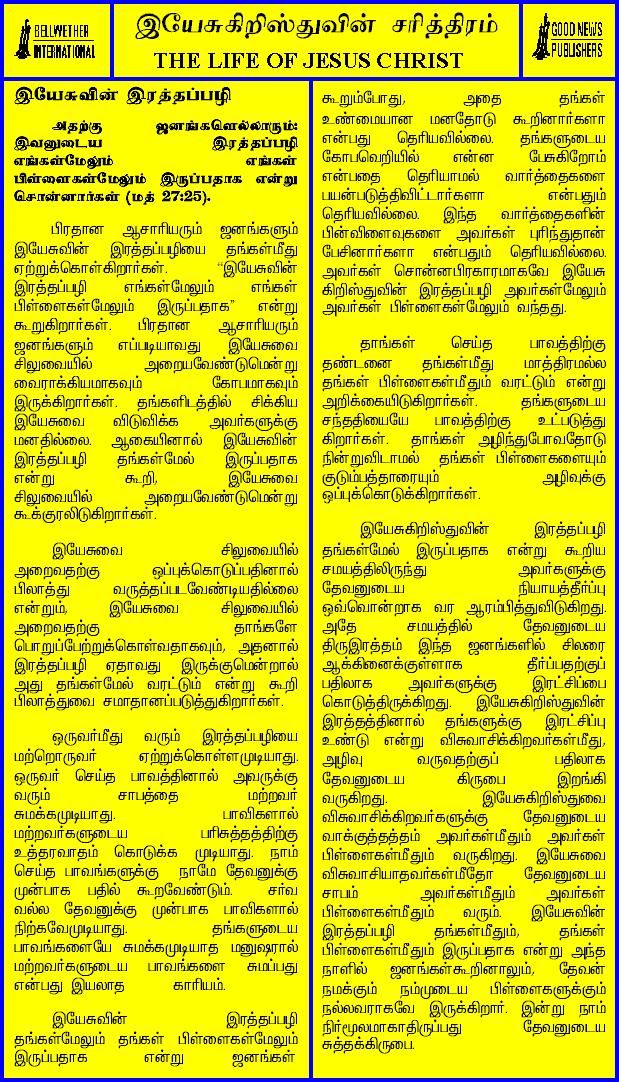 BELLWETHER
INTERNATIONAL
இயேசுகிறிஸ்துவின் சரித்திரம்
THE LIFE OF JESUS CHRIST
GOOD NEWS
PUBLISHERS
இயேசுவின் இரத்தப்பழி
அதற்கு ஜனங்களெல்லாரும்:
இவனுடைய இரத்தப்பழி
எங்கள்மேலும் எங்கள்
பிள்ளைகள்மேலும் இருப்பதாக என்று
சொன்னார்கள் (மத் 27:25).
பிரதான ஆசாரியரும் ஜனங்களும்
இயேசுவின் இரத்தப்பழியை தங்கள்மீது
ஏற்றுக்கொள்கிறார்கள். “இயேசுவின்
இரத்தப்பழி எங்கள்மேலும் எங்கள்
பிள்ளைகள்மேலும் இருப்பதாக” என்று
கூறுகிறார்கள். பிரதான ஆசாரியரும்
ஜனங்களும் எப்படியாவது இயேசுவை
சிலுவையில் அறையவேண்டுமென்று
வைராக்கியமாகவும் கோபமாகவும்
இருக்கிறார்கள். தங்களிடத்தில் சிக்கிய
இயேசுவை விடுவிக்க அவர்களுக்கு
மனதில்லை. ஆகையினால் இயேசுவின்
இரத்தப்பழி தங்கள்மேல் இருப்பதாக
என்று கூறி, இயேசுவை
சிலுவையில் அறையவேண்டுமென்று
கூக்குரலிடுகிறார்கள்.
இயேசுவை சிலுவையில்
அறைவதற்கு ஒப்புக்கொடுப்பதினால்
பிலாத்து வருத்தப்படவேண்டியதில்லை
என்றும், இயேசுவை சிலுவையில்
அறைவதற்கு தாங்களே
பொறுப்பேற்றுக்கொள்வதாகவும், அதனால்
இரத்தப்பழி ஏதாவது இருக்குமென்றால்
அது தங்கள்மேல் வரட்டும் என்று கூறி
பிலாத்துவை சமாதானப்படுத்துகிறார்கள்.
ஒருவர்மீது வரும் இரத்தப்பழியை
மற்றொருவர் ஏற்றுக்கொள்ளமுடியாது.
ஒருவர் செய்த பாவத்தினால் அவருக்கு
வரும் சாபத்தை மற்றவர்
சுமக்கமுடியாது. பாவிகளால்
மற்றவர்களுடைய பரிசுத்தத்திற்கு
உத்தரவாதம் கொடுக்க முடியாது. நாம்
செய்த பாவங்களுக்கு நாமே தேவனுக்கு
முன்பாக பதில் கூறவேண்டும். சர்வ
வல்ல தேவனுக்கு முன்பாக பாவிகளால்
நிற்கவேமுடியாது. தங்களுடைய
பாவங்களையே சுமக்கமுடியாத மனுஷரால்
மற்றவர்களுடைய பாவங்களை சுமப்பது
என்பது இயலாத காரியம்.
இயேசுவின் இரத்தப்பழி
தங்கள்மேலும் தங்கள் பிள்ளைகள்மேலும்
இருப்பதாக என்று ஜனங்கள்
கூறும்போது, அதை தங்கள்
உண்மையான மனதோடு கூறினார்களா
என்பது தெரியவில்லை. தங்களுடைய
கோபவெறியில் என்ன பேசுகிறோம்
என்பதை தெரியாமல் வார்த்தைகளை
பயன்படுத்திவிட்டார்களா என்பதும்
தெரியவில்லை. இந்த வார்த்தைகளின்
பின்விளைவுகளை அவர்கள் புரிந்துதான்
பேசினார்களா என்பதும் தெரியவில்லை.
அவர்கள் சொன்னபிரகாரமாகவே இயேசு
கிறிஸ்துவின் இரத்தப்பழி அவர்கள்மேலும்
அவர்கள் பிள்ளைகள்மேலும் வந்தது.
தாங்கள் செய்த பாவத்திற்கு
தண்டனை தங்கள்மீது மாத்திரமல்ல
தங்கள் பிள்ளைகள்மீதும் வரட்டும் என்று
அறிக்கையிடுகிறார்கள். தங்களுடைய
சந்ததியையே பாவத்திற்கு உட்படுத்து
கிறார்கள். தாங்கள் அழிந்துபோவதோடு
நின்றுவிடாமல் தங்கள் பிள்ளைகளையும்
குடும்பத்தாரையும் அழிவுக்கு
ஒப்புக்கொடுக்கிறார்கள்.
இயேசுகிறிஸ்துவின் இரத்தப்பழி
தங்கள்மேல் இருப்பதாக என்று கூறிய
சமயத்திலிருந்து அவர்களுக்கு
தேவனுடைய நியாயத்தீர்ப்பு
ஒவ்வொன்றாக வர ஆரம்பித்துவிடுகிறது.
அதே சமயத்தில் தேவனுடைய
திருஇரத்தம் இந்த ஜனங்களில் சிலரை
ஆக்கினைக்குள்ளாக தீர்ப்பதற்குப்
பதிலாக அவர்களுக்கு இரட்சிப்பை
கொடுத்திருக்கிறது. இயேசுகிறிஸ்துவின்
இரத்தத்தினால் தங்களுக்கு இரட்சிப்பு
உண்டு என்று விசுவாசிக்கிறவர்கள்மீது,
அழிவு வருவதற்குப் பதிலாக
தேவனுடைய கிருபை இறங்கி
வருகிறது. இயேசுகிறிஸ்துவை
விசுவாசிக்கிறவர்களுக்கு தேவனுடைய
வாக்குத்தத்தம் அவர்கள்மீதும் அவர்கள்
பிள்ளைகள்மீதும் வருகிறது. இயேசுவை
விசுவாசியாதவர்கள்மீதோ தேவனுடைய
சாபம் அவர்கள்மீதும் அவர்கள்
பிள்ளைகள்மீதும் வரும். இயேசுவின்
இரத்தப்பழி தங்கள்மீதும், தங்கள்
பிள்ளைகள்மீதும் இருப்பதாக என்று அந்த
நாளில் ஜனங்கள்கூறினாலும், தேவன்
நமக்கும் நம்முடைய பிள்ளைகளுக்கும்
நல்லவராகவே இருக்கிறார். இன்று நாம்
நிர்மூலமாகாதிருப்பது தேவனுடைய
சுத்தக்கிருபை.